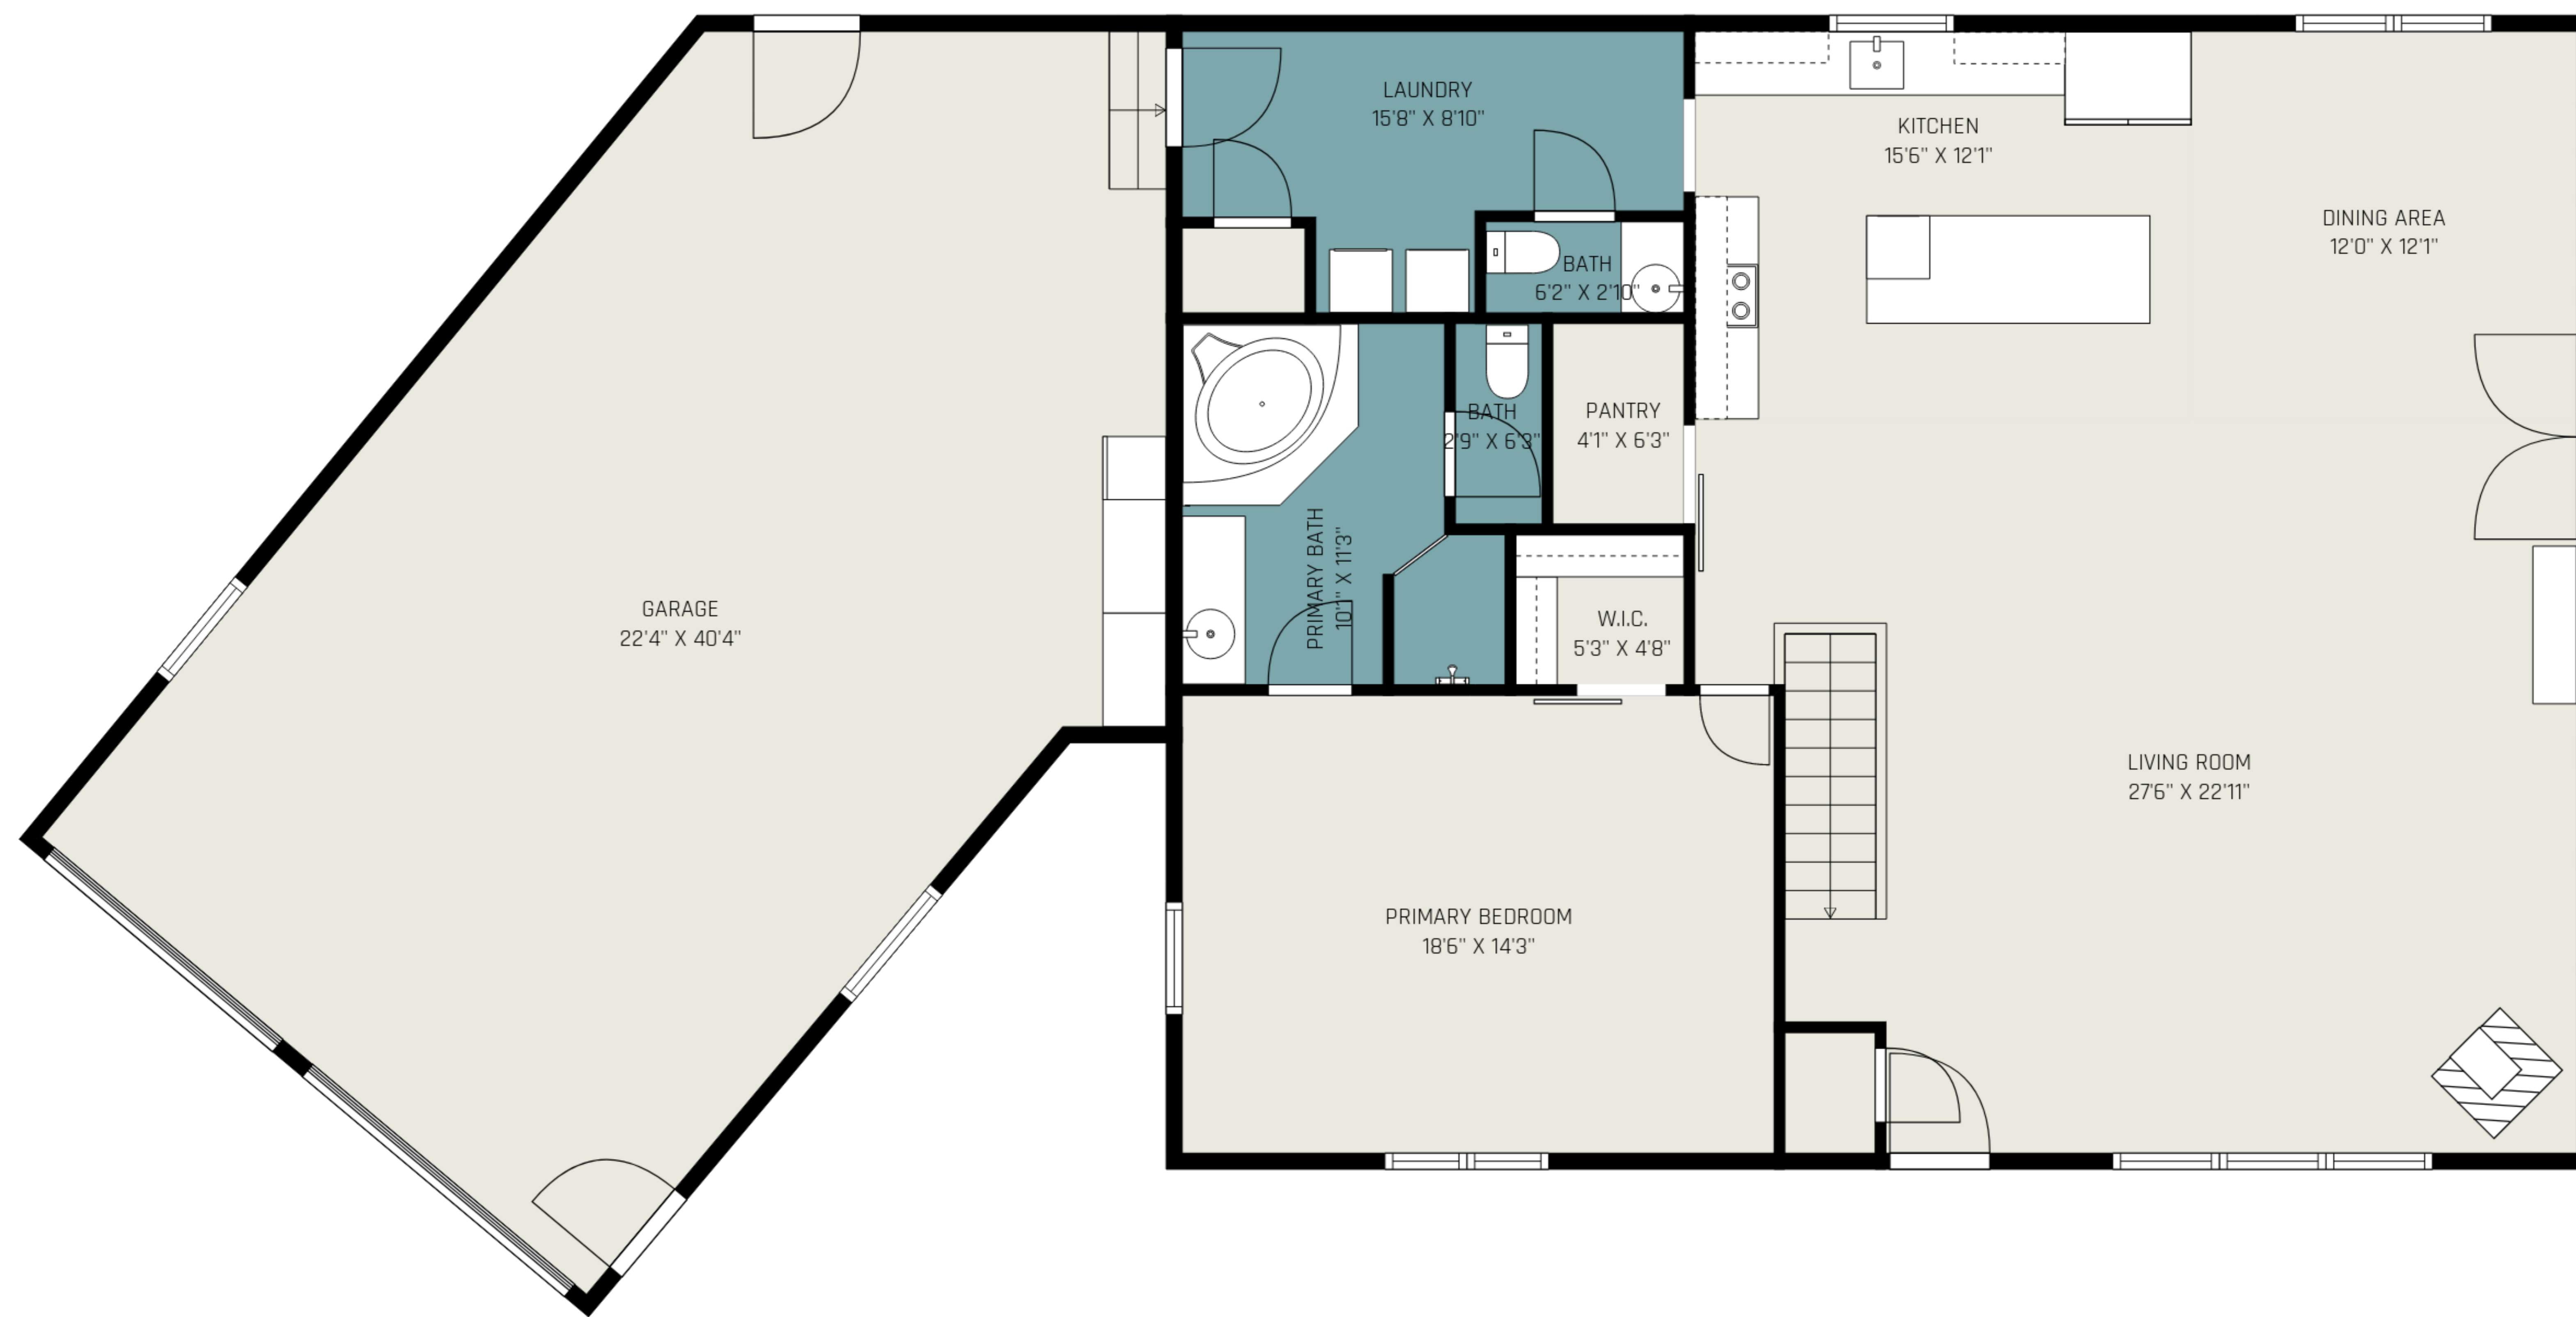 LAUNDRY
15'8" X 8'10"
KITCHEN
15'6" X 12'1"
DINING AREA
12'0" X 12'1"
BATH
6'2" X 2'10"
BATH
2'9" X 6'3"
PANTRY
4'1" X 6'3"
PRIMARY BATH
10'1" X 11'3"
GARAGE
22'4" X 40'4"
W.I.C.
5'3" X 4'8"
LIVING ROOM
27'6" X 22'11"
PRIMARY BEDROOM
18'6" X 14'3"